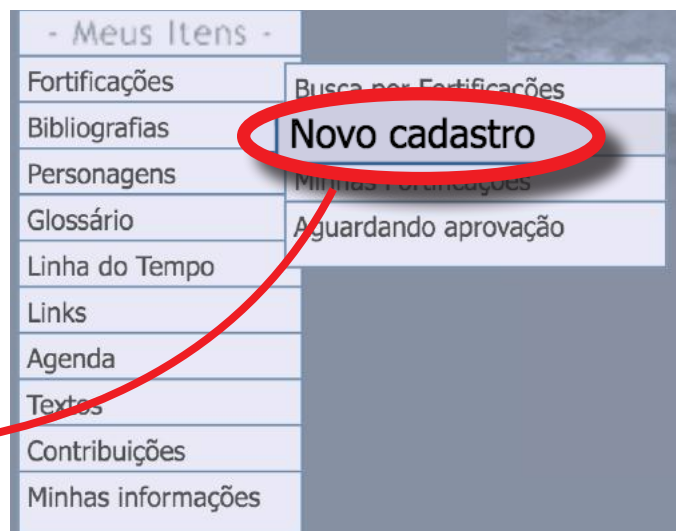 - Meus Itens -
Fortificações
Bibliografias
Personagens
Glossário
Linha do Tempo
Links
Agenda
Textos
Contribuições
Minhas informações
Busca por Fortificações
Novo cadastro
Minhas Fortificações
Aguardando aprovação